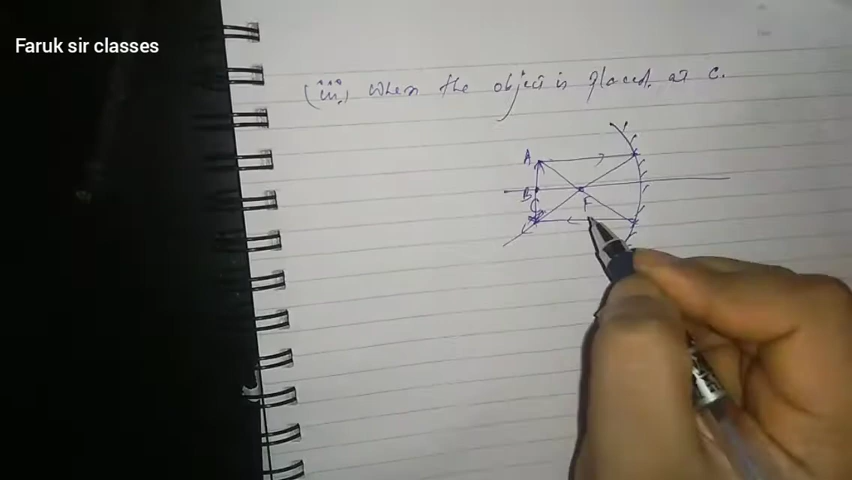 Faruk sir classes
(iii) When the object is placed at C.
A
B
F